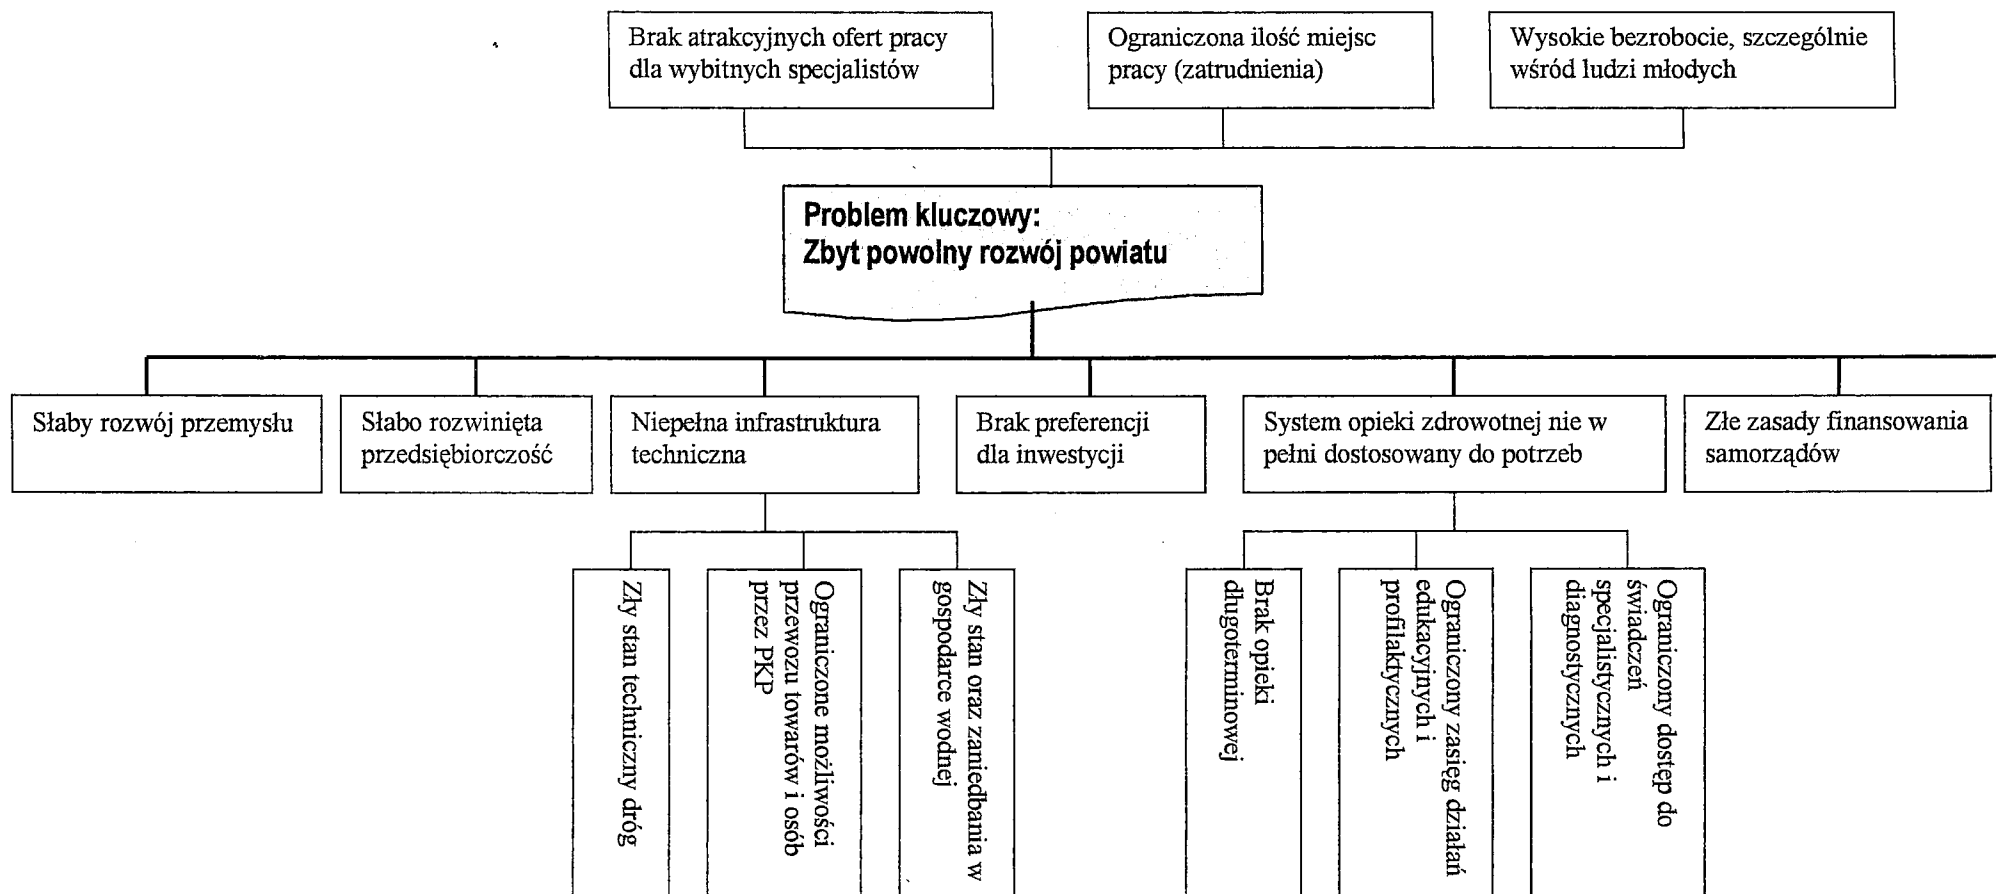 Brak atrakcyjnych ofert pracy
dla wybitnych specjalistów
Ograniczona ilość miejsc
pracy (zatrudnienia)
Wysokie bezrobocie, szczególnie
wśród ludzi młodych
Problem kluczowy:
Zbyt powolny rozwój powiatu
Słaby rozwój przemysłu
Słabo rozwinięta
przedsiębiorczość
Niepełna infrastruktura
techniczna
Brak preferencji
dla inwestycji
System opieki zdrowotnej nie w
pełni dostosowany do potrzeb
Złe zasady finansowania
samorządów
Zły stan techniczny dróg
Ograniczone możliwości
przewozu towarów i osób
przez PKP
Zły stan oraz zaniedbania w
gospodarce wodnej
Brak opieki
długoterminowej
Ograniczony zasięg działań
edukacyjnych i
profilaktycznych
Ograniczony dostęp do
świadczeń
specjalistycznych i
diagnostycznych